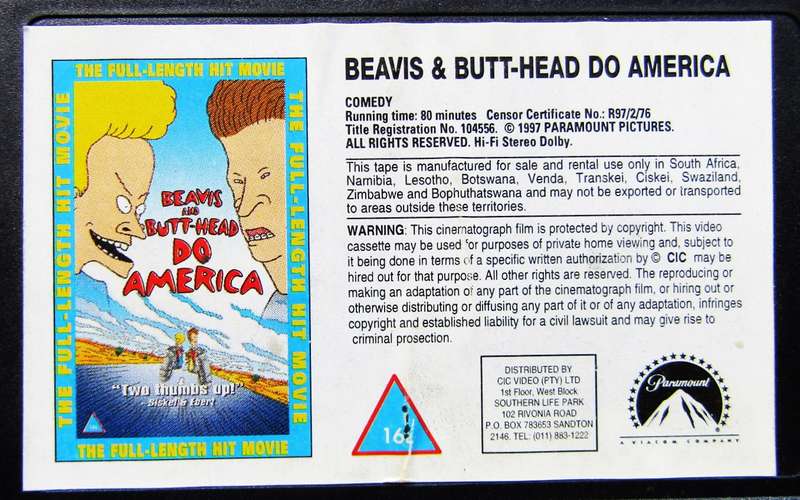 THE FULL-LENGTH HIT MOVIE
THE FULL-LENGTH HIT MOVIE
THE FULL-LENGTH HIT MOVIE
BEAVIS
AND
BUTT-HEAD
DO
AMERICA
"Two thumbs up!"
Siskel & Ebert
THE FULL-LENGTH HIT MOVIE
BEAVIS & BUTT-HEAD DO AMERICA
COMEDY
Running time: 80 minutes Censor Certificate No.: R97/2/76
Title Registration No. 104556. © 1997 PARAMOUNT PICTURES.
ALL RIGHTS RESERVED. Hi-Fi Stereo Dolby.
This tape is manufactured for sale and rental use only in South Africa,
Namibia, Lesotho, Botswana, Venda, Transkei, Ciskei, Swaziland,
Zimbabwe and Bophuthatswana and may not be exported or transported
to areas outside these territories.
WARNING: This cinematograph film is protected by copyright. This video
cassette may be used for purposes of private home viewing and, subject to
it being done in terms of a specific written authorization by © CIC may be
hired out for that purpose. All other rights are reserved. The reproducing or
making an adaptation of any part of the cinematograph film, or hiring out or
otherwise distributing or diffusing any part of it or of any adaptation, infringes
copyright and established liability for a civil lawsuit and may give rise to
criminal prosection.
16
DISTRIBUTED BY
CIC VIDEO (PTY) LTD
1st Floor, West Block
SOUTHERN LIFE PARK
102 RIVONIA ROAD
P.O. BOX 783653 SANDTON
2146. TEL: (011) 883-1222
Paramount
A VIACOM COMPANY